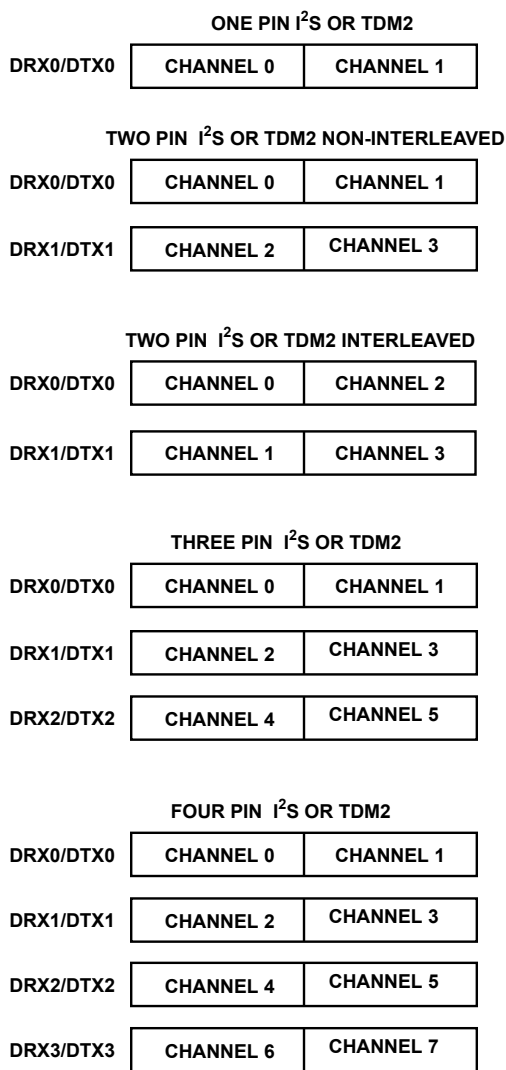 ONE PIN I²S OR TDM2
DRX0/DTX0 CHANNEL 0 CHANNEL 1
TWO PIN I²S OR TDM2 NON-INTERLEAVED
DRX0/DTX0 CHANNEL 0 CHANNEL 1
DRX1/DTX1 CHANNEL 2 CHANNEL 3
TWO PIN I²S OR TDM2 INTERLEAVED
DRX0/DTX0 CHANNEL 0 CHANNEL 2
DRX1/DTX1 CHANNEL 1 CHANNEL 3
THREE PIN I²S OR TDM2
DRX0/DTX0 CHANNEL 0 CHANNEL 1
DRX1/DTX1 CHANNEL 2 CHANNEL 3
DRX2/DTX2 CHANNEL 4 CHANNEL 5
FOUR PIN I²S OR TDM2
DRX0/DTX0 CHANNEL 0 CHANNEL 1
DRX1/DTX1 CHANNEL 2 CHANNEL 3
DRX2/DTX2 CHANNEL 4 CHANNEL 5
DRX3/DTX3 CHANNEL 6 CHANNEL 7